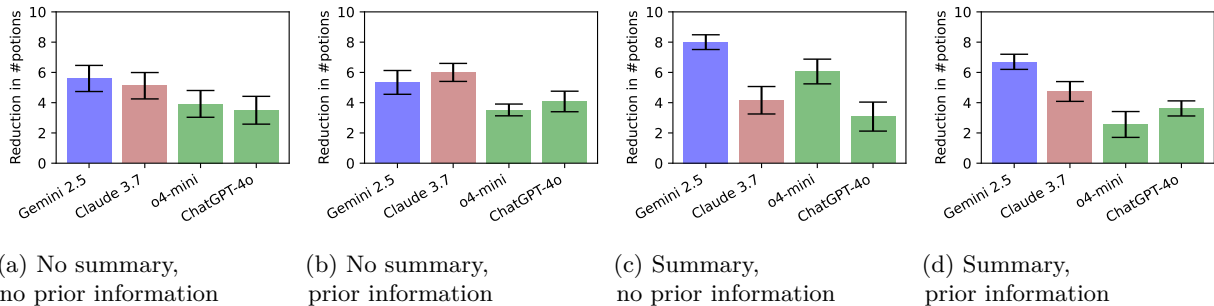 10
8
6
4
2
0
Reduction in #potions
Gemini 2.5
Claude 3.7
o4-mini
ChatGPT-4o
(a) No summary,
no prior information
10
8
6
4
2
0
Reduction in #potions
Gemini 2.5
Claude 3.7
o4-mini
ChatGPT-4o
(b) No summary,
prior information
10
8
6
4
2
0
Reduction in #potions
Gemini 2.5
Claude 3.7
o4-mini
ChatGPT-4o
(c) Summary,
no prior information
10
8
6
4
2
0
Reduction in #potions
Gemini 2.5
Claude 3.7
o4-mini
ChatGPT-4o
(d) Summary,
prior information